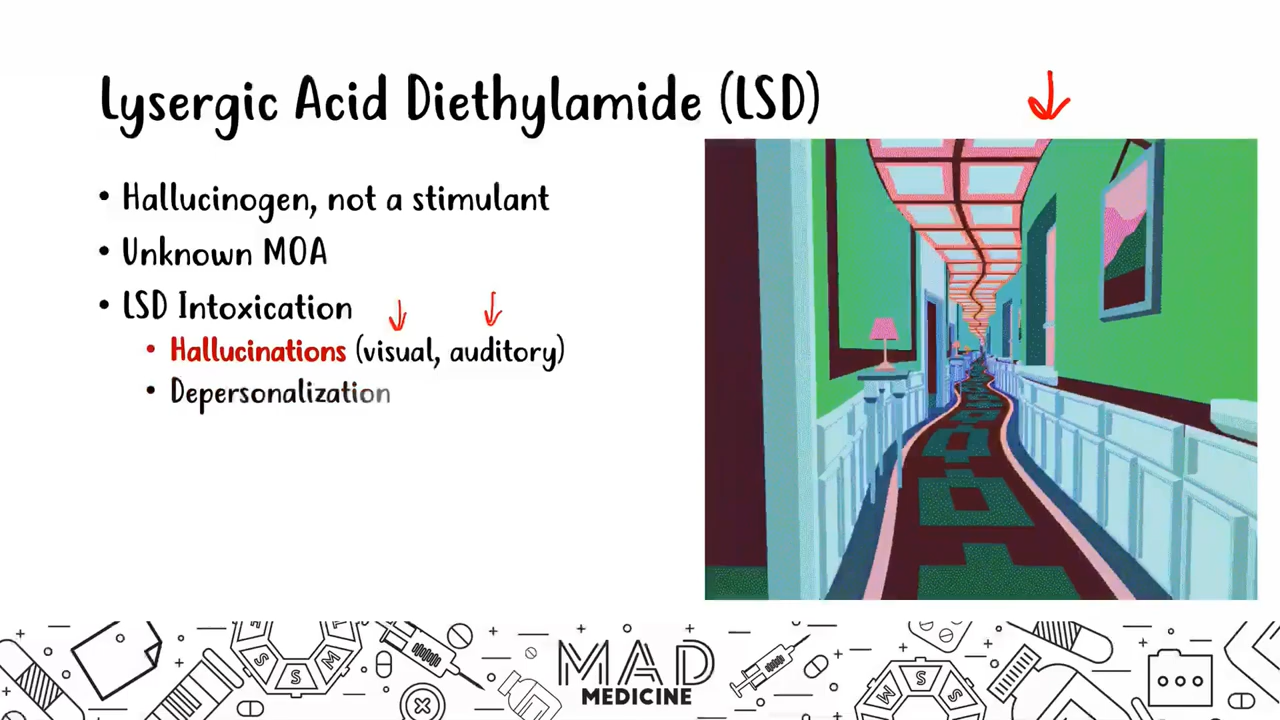 Lysergic Acid Diethylamide (LSD)
• Hallucinogen, not a stimulant
• Unknown MOA
• LSD Intoxication
• Hallucinations (visual, auditory)
• Depersonalization
MAD
MEDICINE